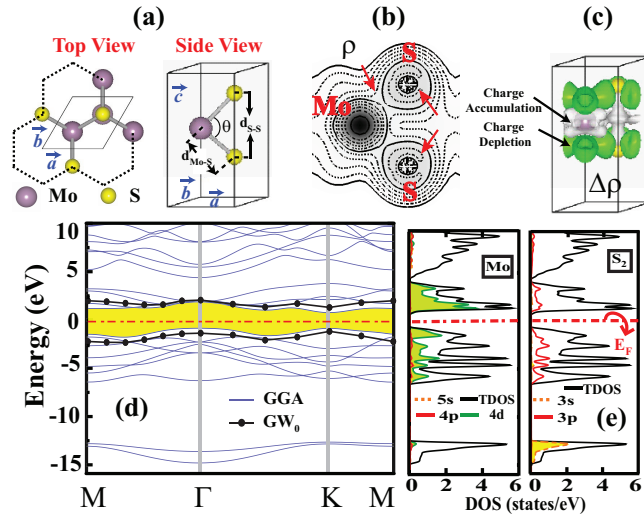 (a)
Top View
Side View
b
a
Mo
S
c
θ
d S-S
d Mo-S
b
a
(b)
ρ
S
Mo
S
(c)
Charge
Accumulation
Charge
Depletion
Δρ
Energy (eV)
10
5
0
-5
-10
-15
(d)
GGA
GW0
M
Γ
K
M
Mo
5s
TDOS
4p
4d
0
2
4
6
S2
EF
TDOS
3s
3p
(e)
0
2
4
6
DOS (states/eV)